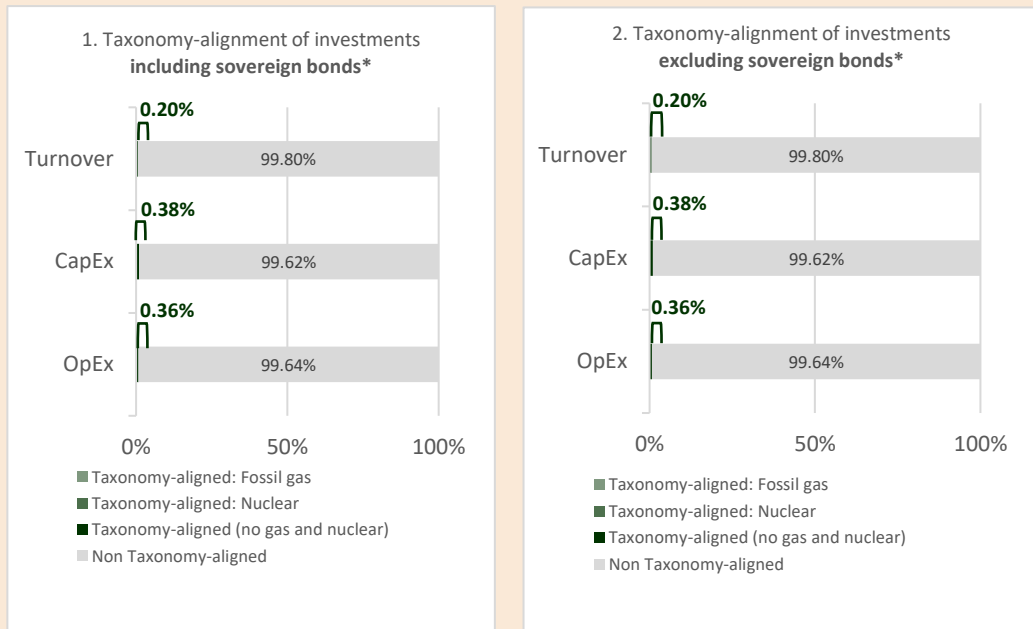 1. Taxonomy-alignment of investments
including sovereign bonds*
0.20%
Turnover
99.80%
0.38%
CapEx
99.62%
0.36%
OpEx
99.64%
0%
50%
100%
Taxonomy-aligned: Fossil gas
Taxonomy-aligned: Nuclear
Taxonomy-aligned (no gas and nuclear)
Non Taxonomy-aligned
2. Taxonomy-alignment of investments
excluding sovereign bonds*
0.20%
Turnover
99.80%
0.38%
CapEx
99.62%
0.36%
OpEx
99.64%
0%
50%
100%
Taxonomy-aligned: Fossil gas
Taxonomy-aligned: Nuclear
Taxonomy-aligned (no gas and nuclear)
Non Taxonomy-aligned